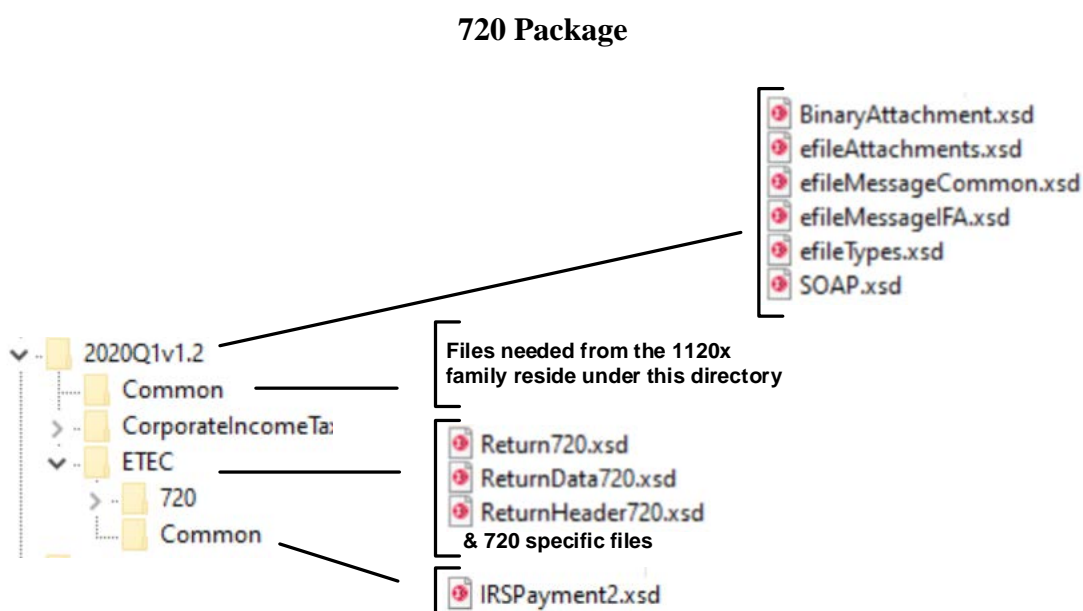 720 Package
BinaryAttachment.xsd
efileAttachments.xsd
efileMessageCommon.xsd
efileMessageIFA.xsd
efileTypes.xsd
SOAP.xsd
2020Q1v1.2
Common
CorporateIncomeTa
ETEC
720
Common
Files needed from the 1120x
family reside under this directory
Return720.xsd
ReturnData720.xsd
ReturnHeader720.xsd
& 720 specific files
IRSPayment2.xsd